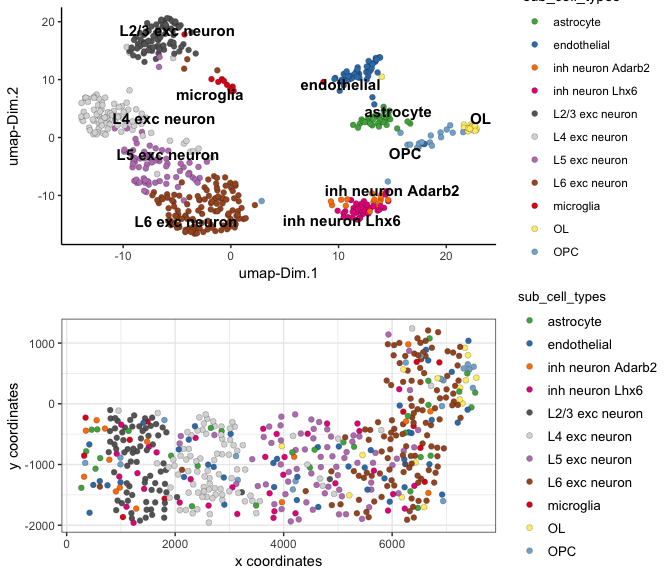 sub_cell_types
astrocyte
endothelial
inh neuron Adarb2
inh neuron Lhx6
L2/3 exc neuron
L4 exc neuron
L5 exc neuron
L6 exc neuron
microglia
OL
OPC
umap-Dim.2
20
10
0
-10
L2/3 exc neuron
microglia
endothelial
L4 exc neuron
astrocyte
OL
L5 exc neuron
OPC
inh neuron Adarb2
L6 exc neuron
inh neuron Lhx6
-10
0
10
20
umap-Dim.1
sub_cell_types
astrocyte
endothelial
inh neuron Adarb2
inh neuron Lhx6
L2/3 exc neuron
L4 exc neuron
L5 exc neuron
L6 exc neuron
microglia
OL
OPC
y coordinates
1000
0
-1000
-2000
0
2000
4000
6000
x coordinates